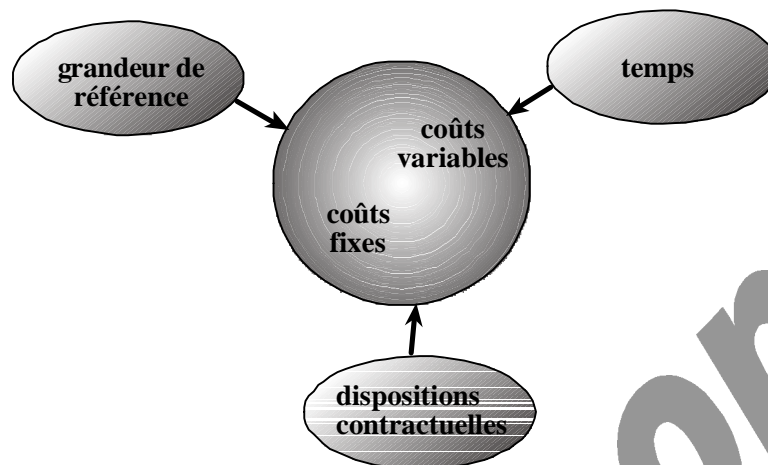 grandeur de
référence
temps
coûts
variables
coûts
fixes
dispositions
contractuelles